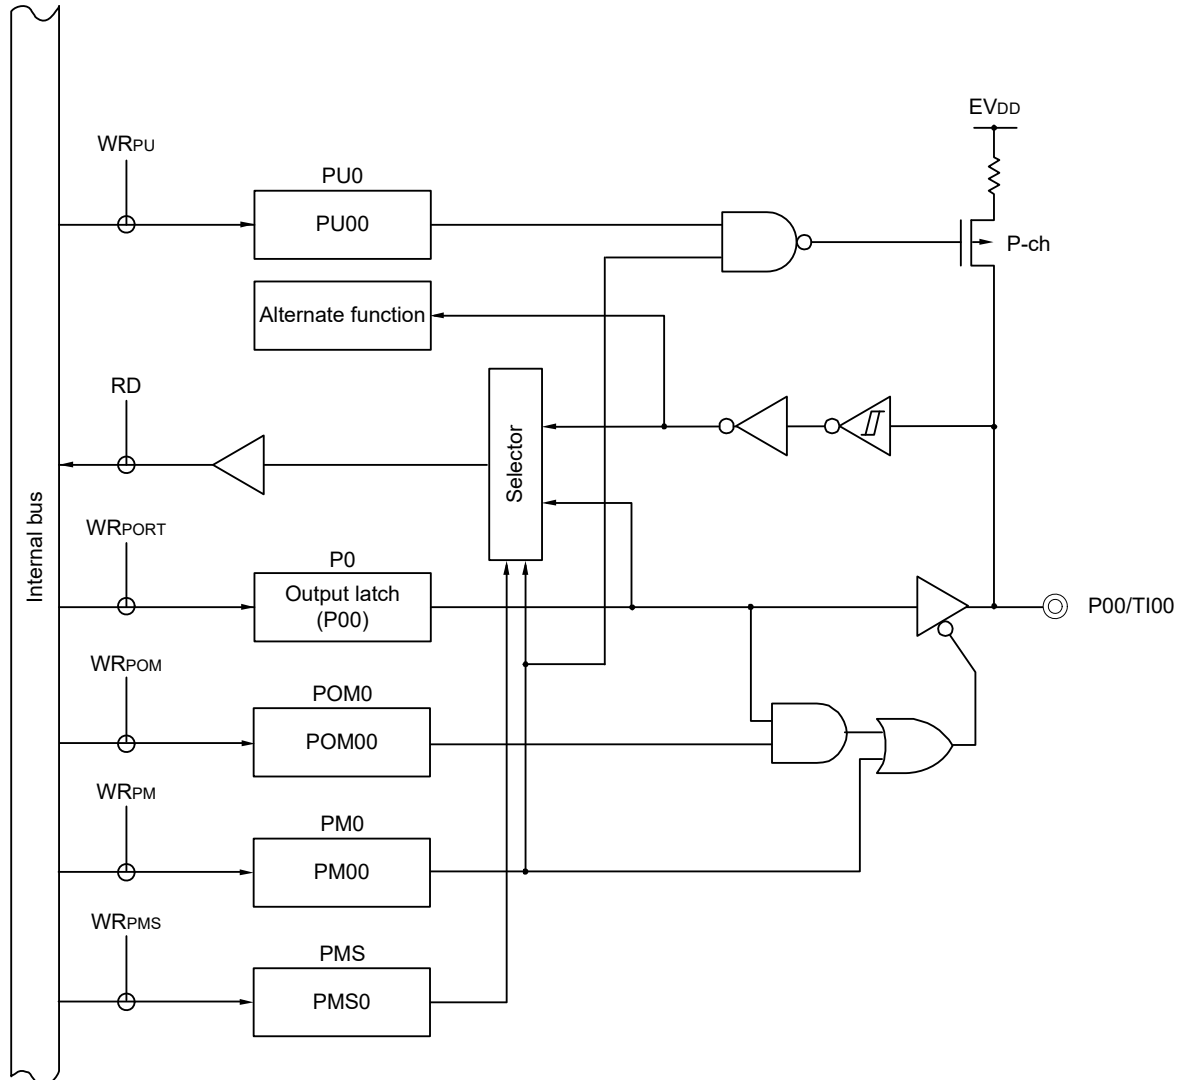 EVDD
WRPU
PU0
PU00
P-ch
Alternate function
RD
Selector
Internal bus
WRPORT
P0
Output latch
(P00)
P00/TI00
WRPOM
POM0
POM00
WRPM
PM0
PM00
WRPMS
PMS
PMS0